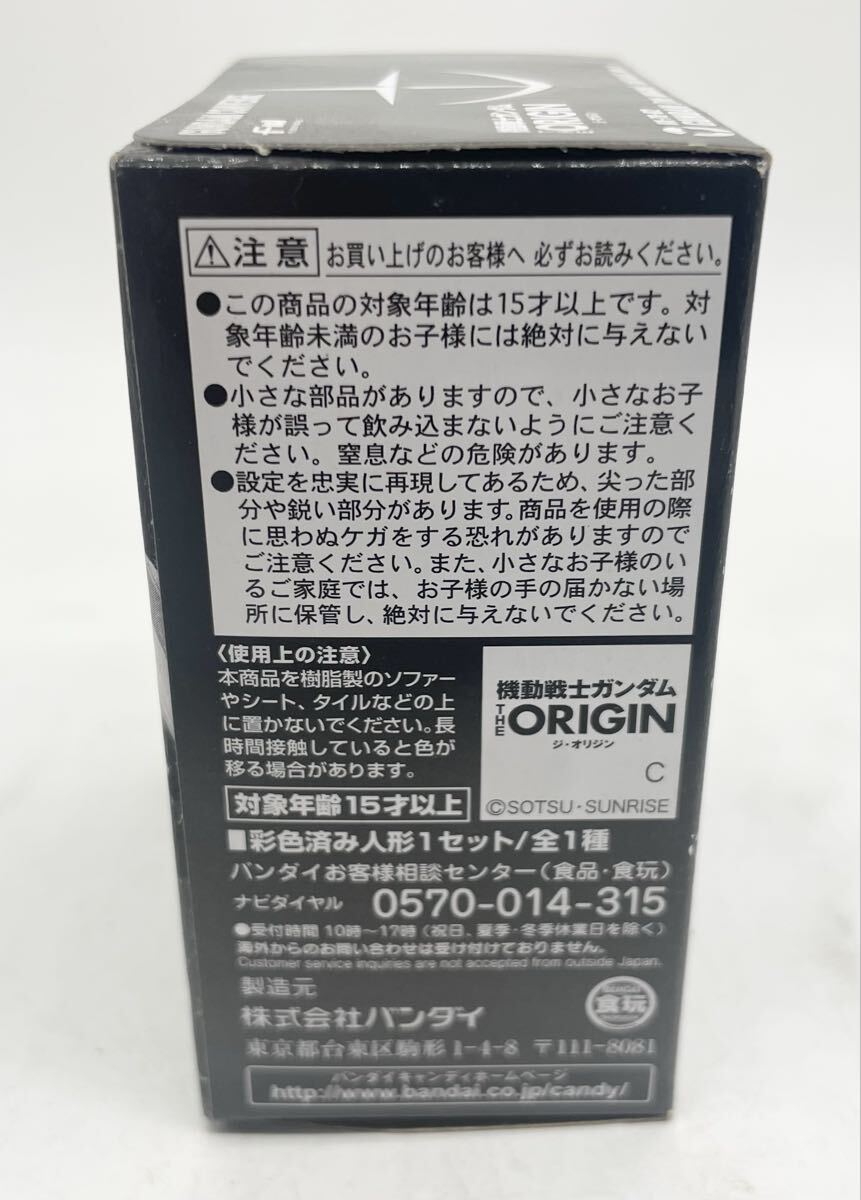 注意 お買い上げのお客様へ 必ずお読みください。
●この商品の対象年齢は15才以上です。対
象年齢未満のお子様には絶対に与えない
でください。
●小さな部品がありますので、小さなお子
様が誤って飲み込まないようにご注意く
ださい。窒息などの危険があります。
●設定を忠実に再現してあるため、尖った部
分や鋭い部分があります。商品を使用の際
に思わぬケガをする恐れがありますので
ご注意ください。また、小さなお子様のい
るご家庭では、お子様の手の届かない場
所に保管し、絶対に与えないでください。
〈使用上の注意〉
本商品を樹脂製のソファー
やシート、タイルなどの上
に置かないでください。長
時間接触していると色が
移る場合があります。
機動戦士ガンダム
THE ORIGIN
ジ・オリジン
C
©SOTSU・SUNRISE
対象年齢15才以上
■彩色済み人形1セット/全1種
バンダイお客様相談センター(食品・食玩)
ナビダイヤル 0570-014-315
●受付時間 10時〜17時(祝日、夏季・冬季休業日を除く)
海外からのお問い合わせは受け付けておりません。
Customer service inquiries are not accepted from outside Japan.
製造元
株式会社バンダイ
食玩
東京都台東区駒形1-4-8 〒111-8081
バンダイキャンディホームページ
http://www.bandai.co.jp/candy/